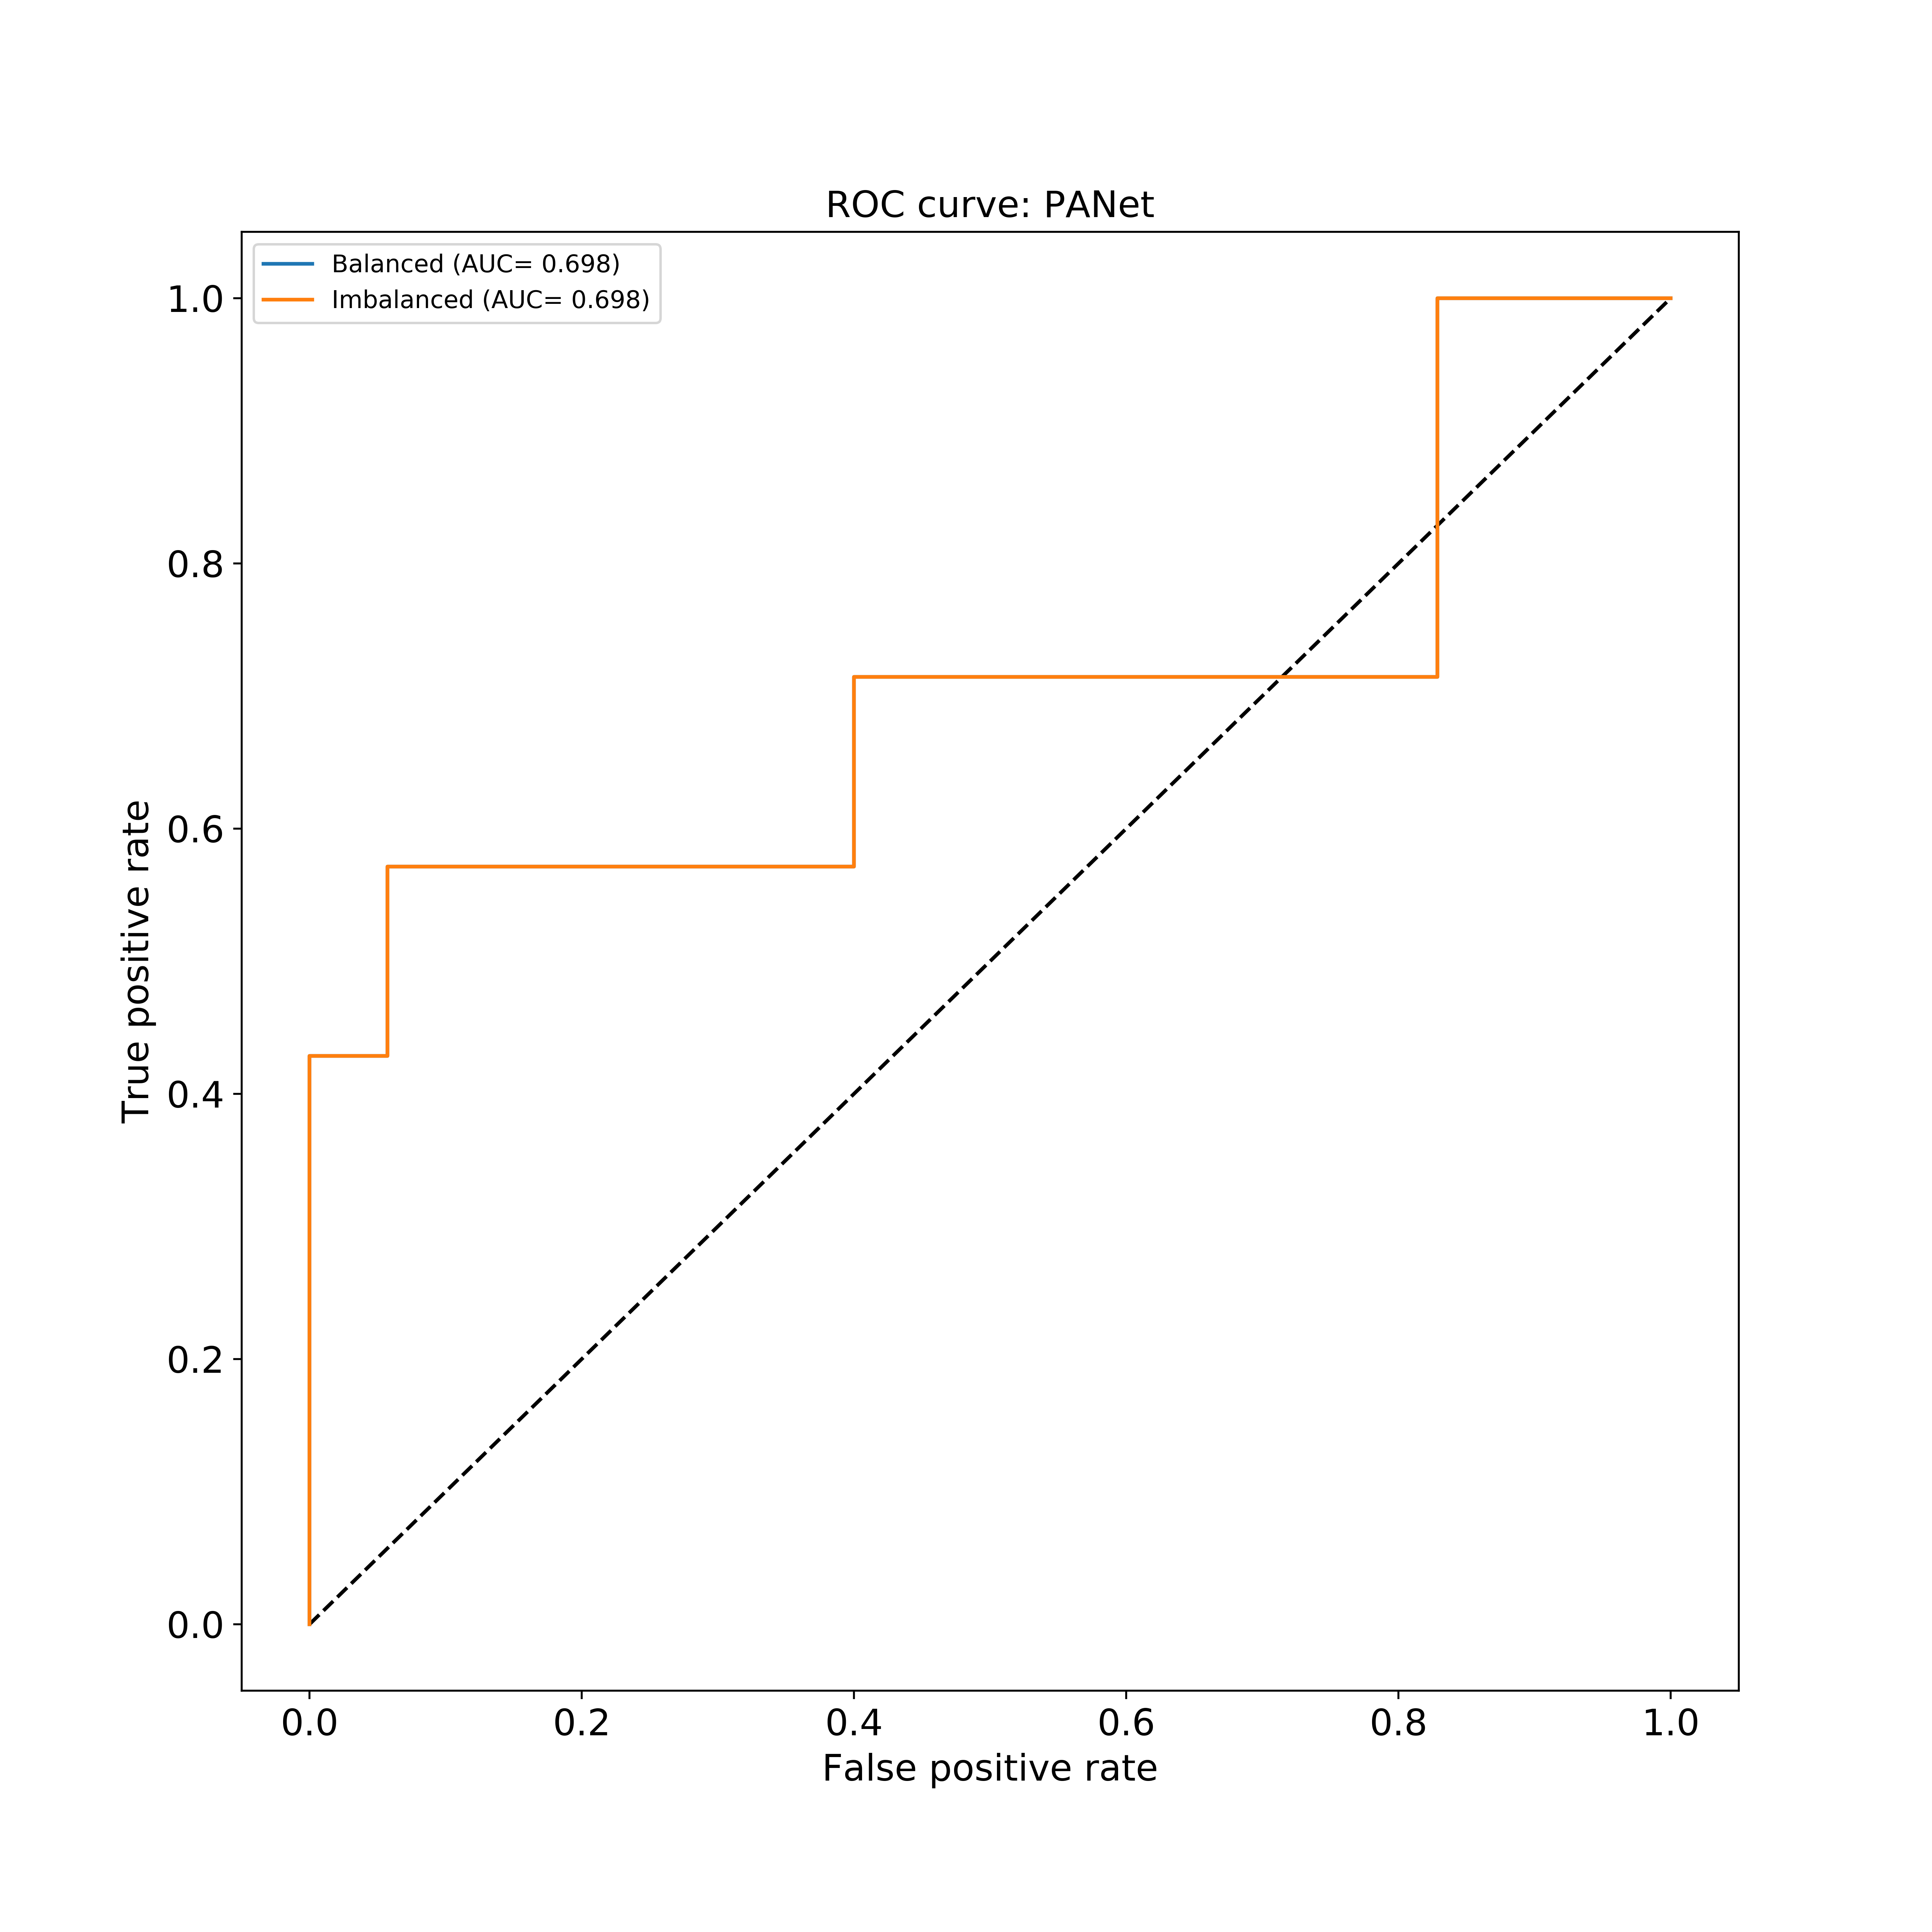 ROC curve: PANet
Balanced (AUC= 0.698)
Imbalanced (AUC= 0.698)
True positive rate
1.0
0.8
0.6
0.4
0.2
0.0
0.0 0.2 0.4 0.6 0.8 1.0
False positive rate